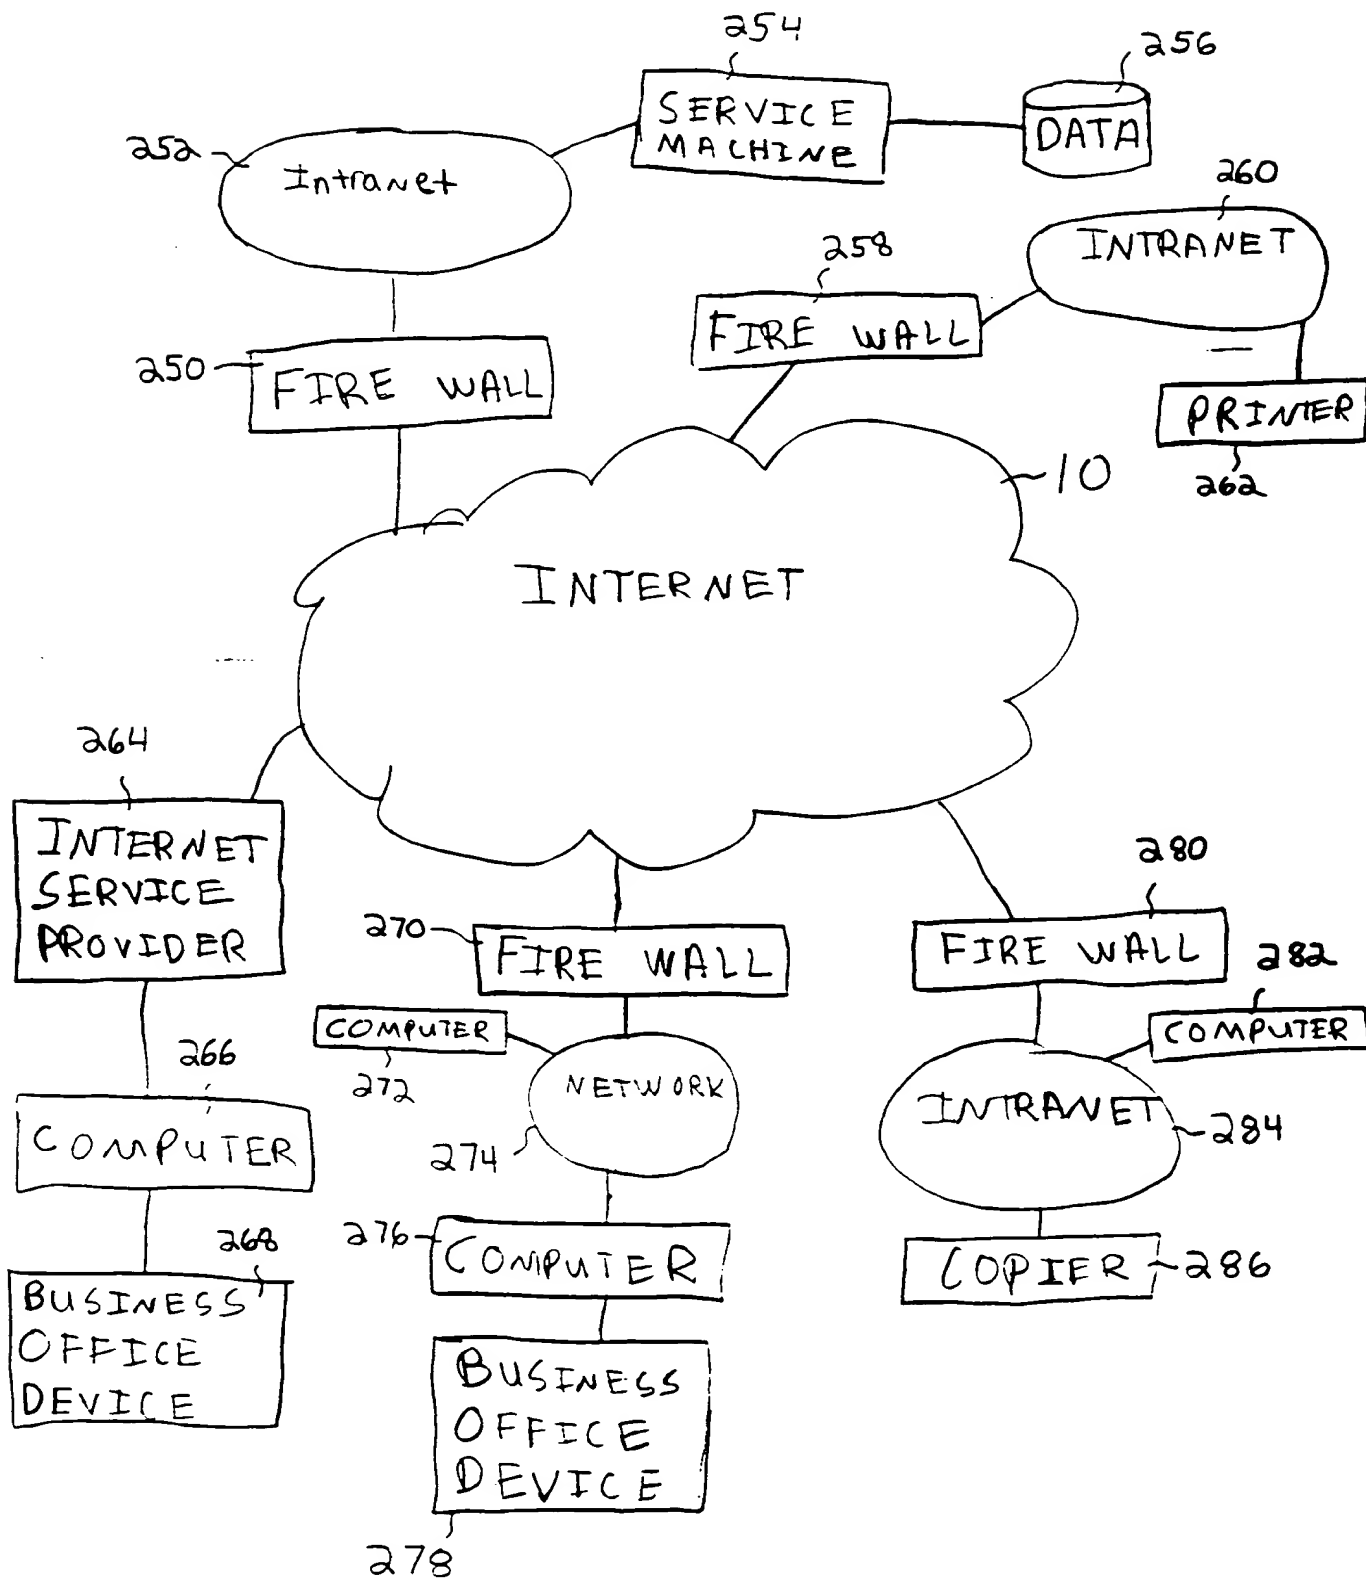 254
256
SERVICE
MACHINE
DATA
252
Intranet
260
INTRANET
258
FIRE WALL
250
FIRE WALL
PRINTER
262
10
INTERNET
264
INTERNET
SERVICE
PROVIDER
280
270
FIRE WALL
FIRE WALL
282
COMPUTER
COMPUTER
272
266
NETWORK
274
INTRANET
284
COMPUTER
276
COMPUTER
268
COPIER
286
BUSINESS
OFFICE
DEVICE
BUSINESS
OFFICE
DEVICE
278